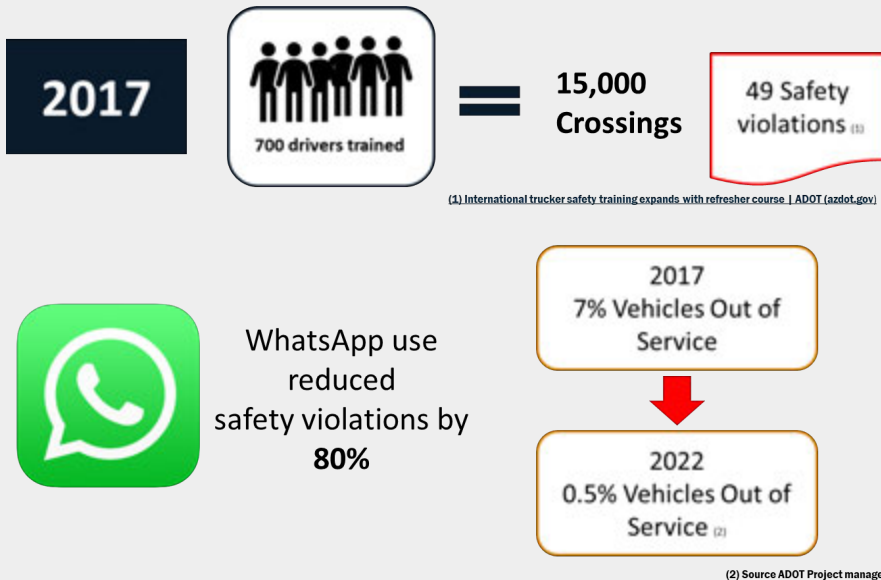 2017
700 drivers trained
15,000
Crossings
49 Safety
violations (1)
(1) International trucker safety training expands with refresher course | ADOT (azdot.gov)
WhatsApp use
reduced
safety violations by
80%
2017
7% Vehicles Out of
Service
2022
0.5% Vehicles Out of
Service (2)
(2) Source ADOT Project manage